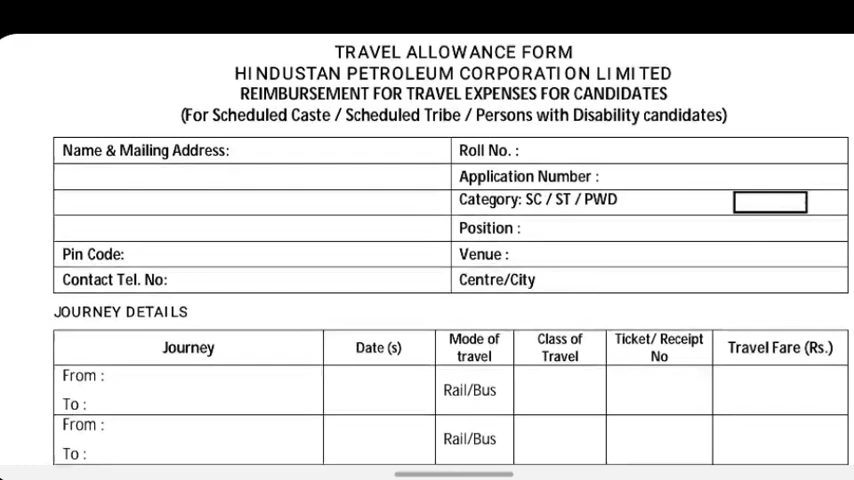 TRAVEL ALLOWANCE FORM
HINDUSTAN PETROLEUM CORPORATION LIMITED
REIMBURSEMENT FOR TRAVEL EXPENSES FOR CANDIDATES
(For Scheduled Caste / Scheduled Tribe / Persons with Disability candidates)
Name & Mailing Address: Roll No. :
Application Number :
Category: SC / ST / PWD
Position :
Pin Code: Venue :
Contact Tel. No: Centre/City
JOURNEY DETAILS
Journey Date (s) Mode of travel Class of Travel Ticket/ Receipt No Travel Fare (Rs.)
From :
Rail/Bus
To :
From :
Rail/Bus
To :